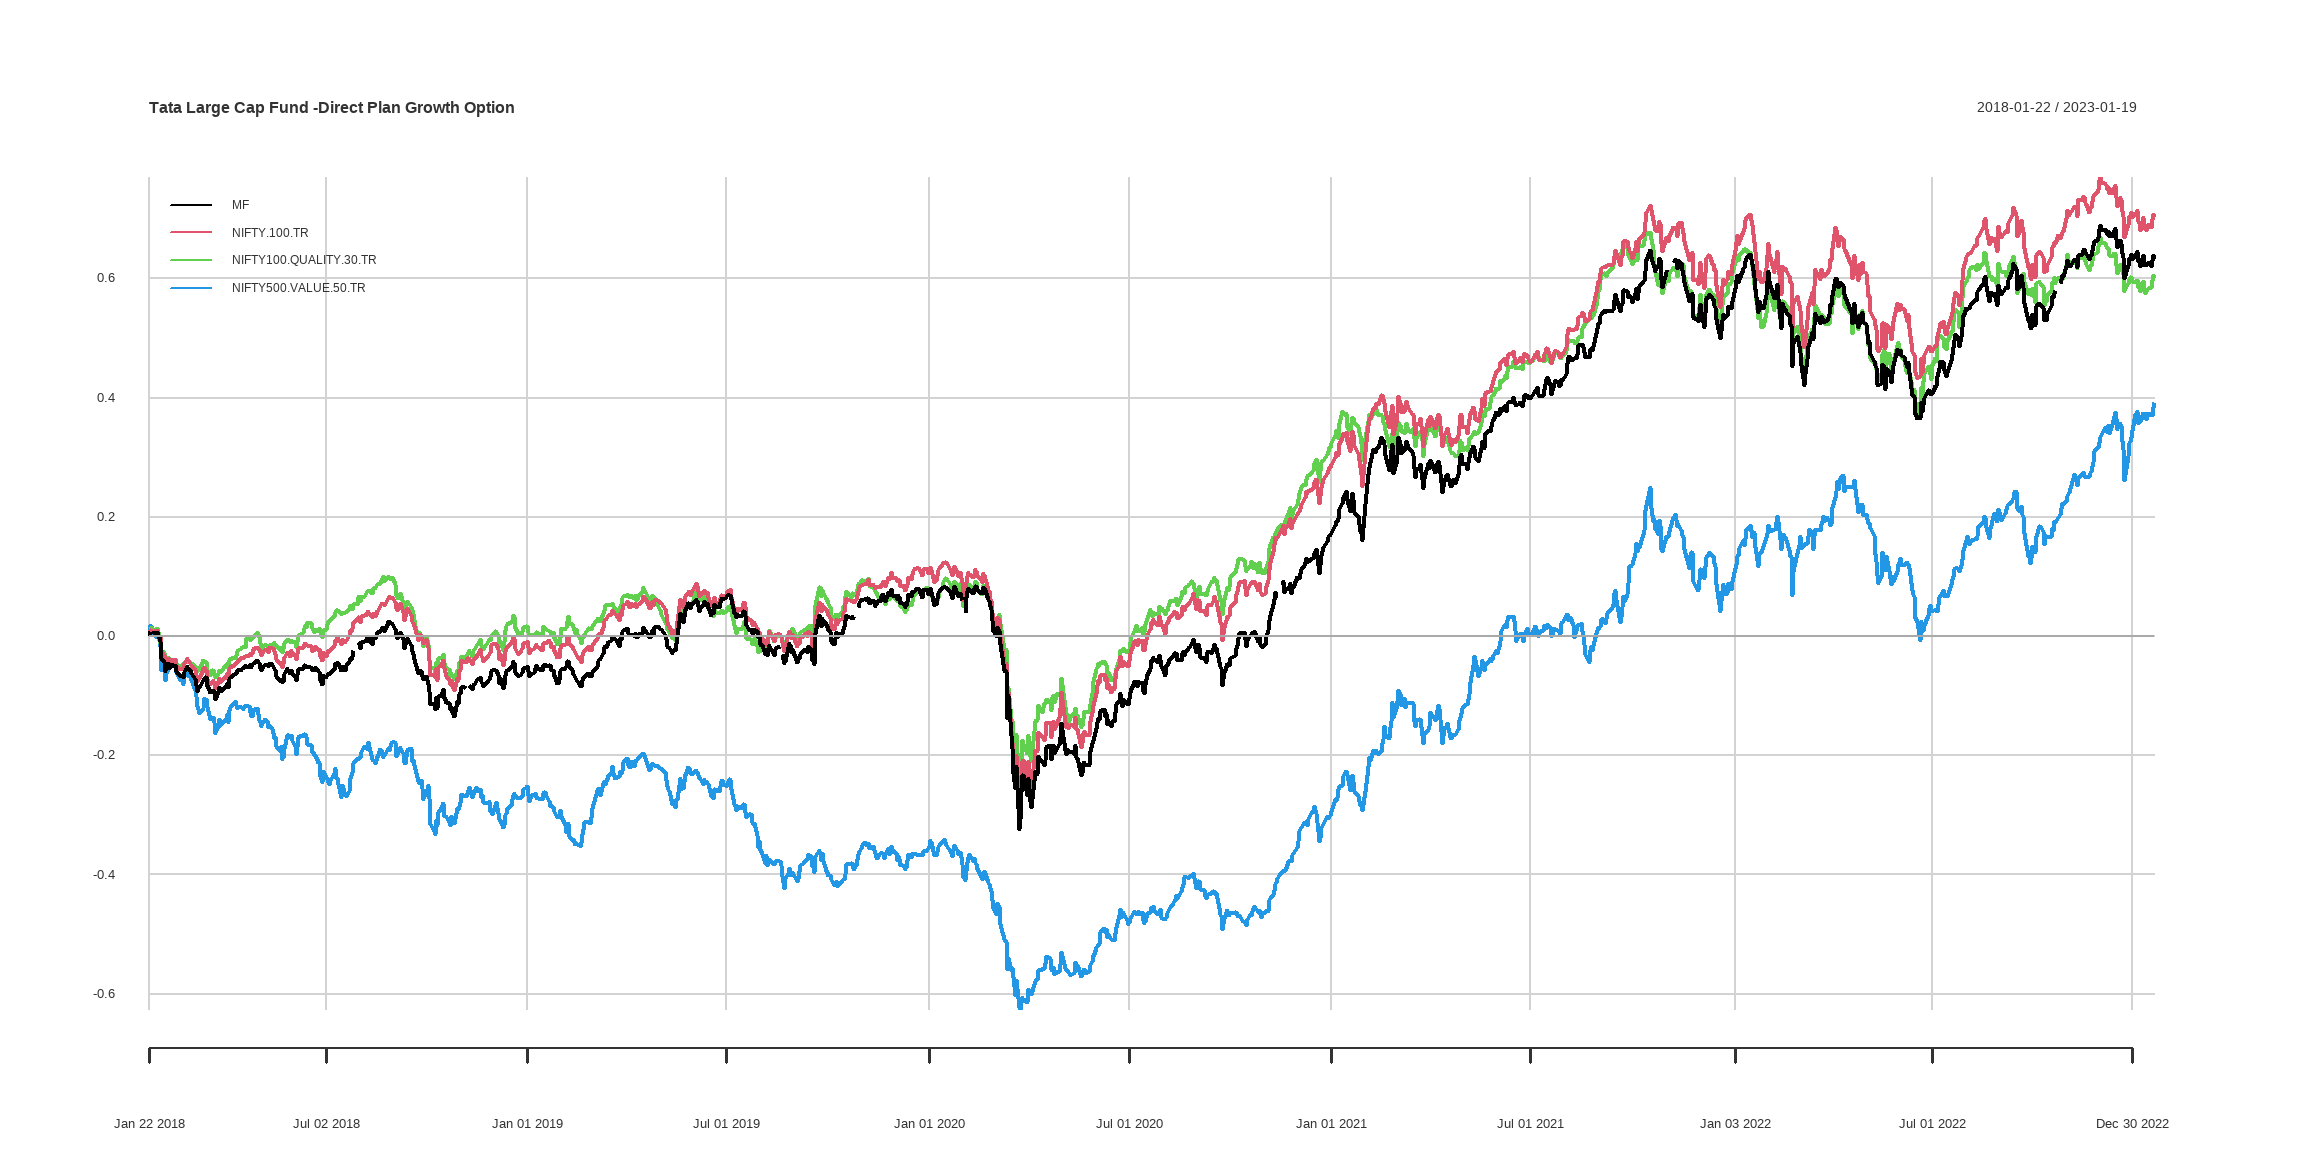 Tata Large Cap Fund -Direct Plan Growth Option
2018-01-22 / 2023-01-19
MF
NIFTY.100.TR
NIFTY100.QUALITY.30.TR
NIFTY500.VALUE.50.TR
0.6
0.4
0.2
0.0
-0.2
-0.4
-0.6
Jan 22 2018 Jul 02 2018 Jan 01 2019 Jul 01 2019 Jan 01 2020 Jul 01 2020 Jan 01 2021 Jul 01 2021 Jan 03 2022 Jul 01 2022 Dec 30 2022